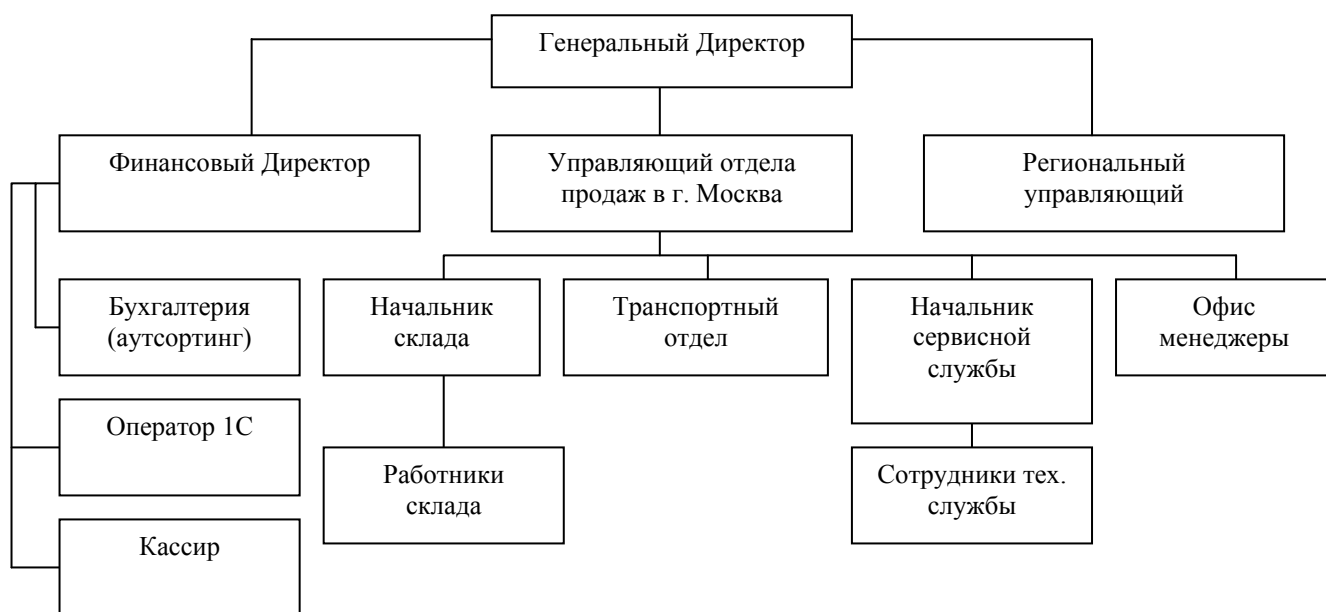 Генеральный Директор
Финансовый Директор
Управляющий отдела
продаж в г. Москва
Региональный
управляющий
Бухгалтерия
(аутсортинг)
Начальник
склада
Транспортный
отдел
Начальник
сервисной
службы
Офис
менеджеры
Оператор 1С
Работники
склада
Сотрудники тех.
службы
Кассир